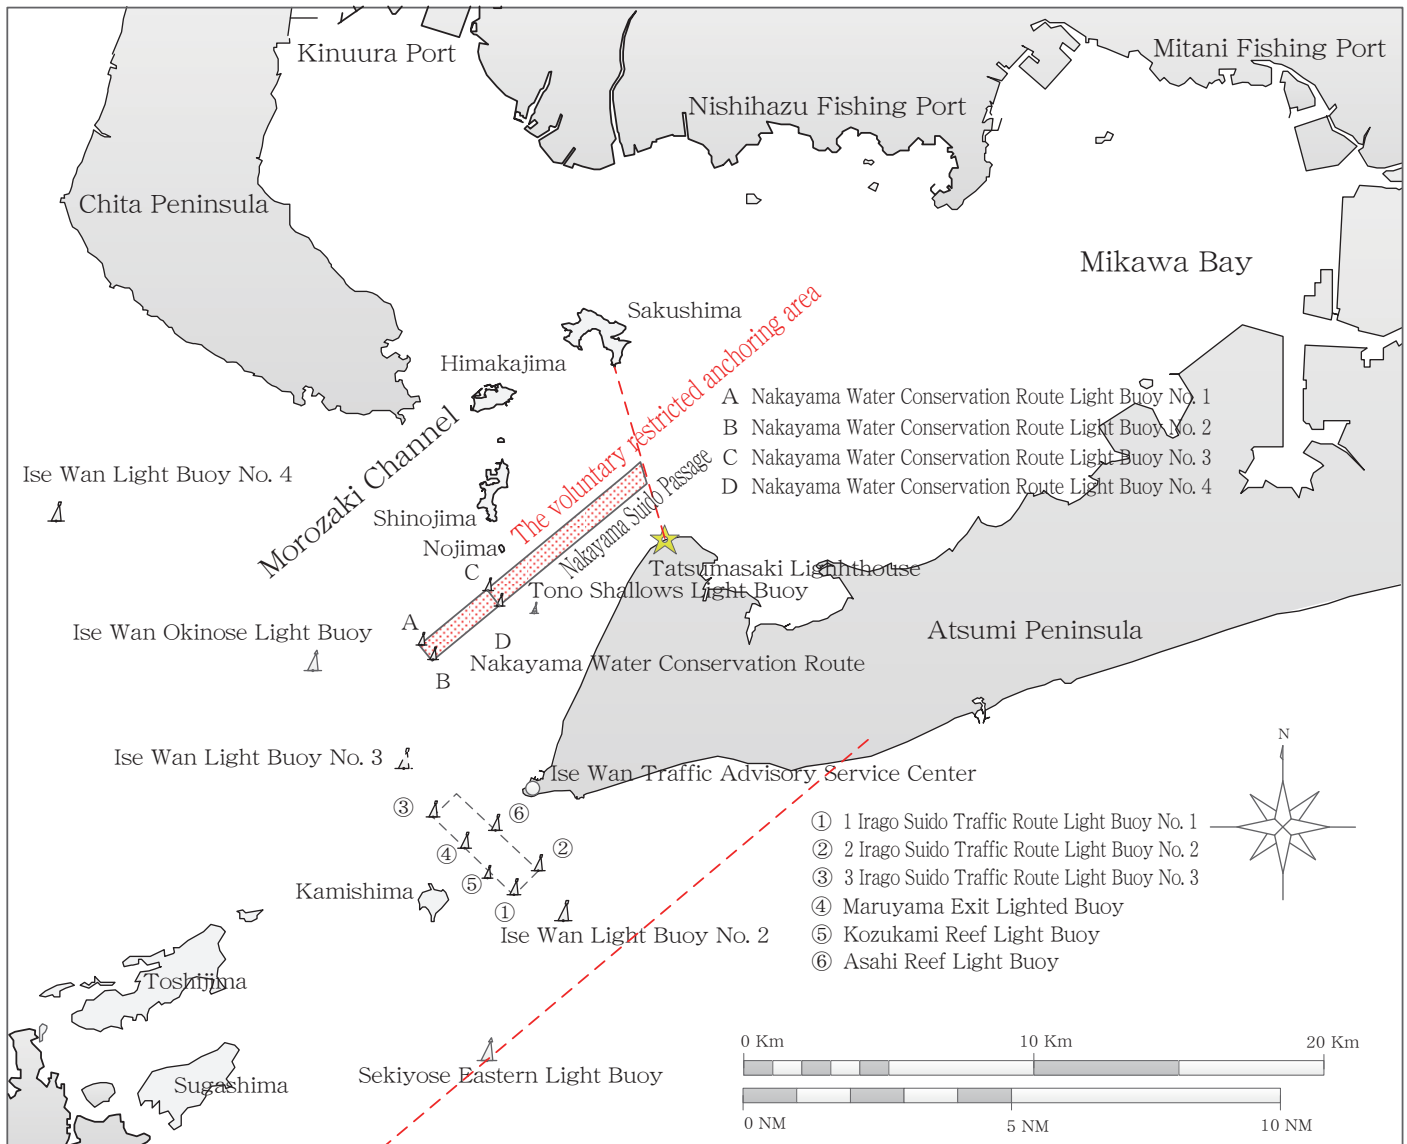 Kinuura Port
Mitani Fishing Port
Nishihazu Fishing Port
Chita Peninsula
Mikawa Bay
Sakushima
The voluntary restricted anchoring area
Himakajima
A Nakayama Water Conservation Route Light Buoy No. 1
B Nakayama Water Conservation Route Light Buoy No. 2
C Nakayama Water Conservation Route Light Buoy No. 3
D Nakayama Water Conservation Route Light Buoy No. 4
Morozaki Channel
Ise Wan Light Buoy No. 4
Nakayama Suido Passage
Shinojima
Nojima
C
Tatsumasaki Lighhthouse
Tono Shallows Light Buoy
A
Ise Wan Okinose Light Buoy
D
Atsumi Peninsula
Nakayama Water Conservation Route
B
N
Ise Wan Light Buoy No. 3
Ise Wan Traffic Advisory Service Center
③
⑥
④
②
⑤
①
① 1 Irago Suido Traffic Route Light Buoy No. 1
② 2 Irago Suido Traffic Route Light Buoy No. 2
③ 3 Irago Suido Traffic Route Light Buoy No. 3
④ Maruyama Exit Lighted Buoy
⑤ Kozukami Reef Light Buoy
⑥ Asahi Reef Light Buoy
Kamishima
Ise Wan Light Buoy No. 2
Toshijima
Sekiyose Eastern Light Buoy
Sugashima
0 Km 10 Km 20 Km
0 NM 5 NM 10 NM